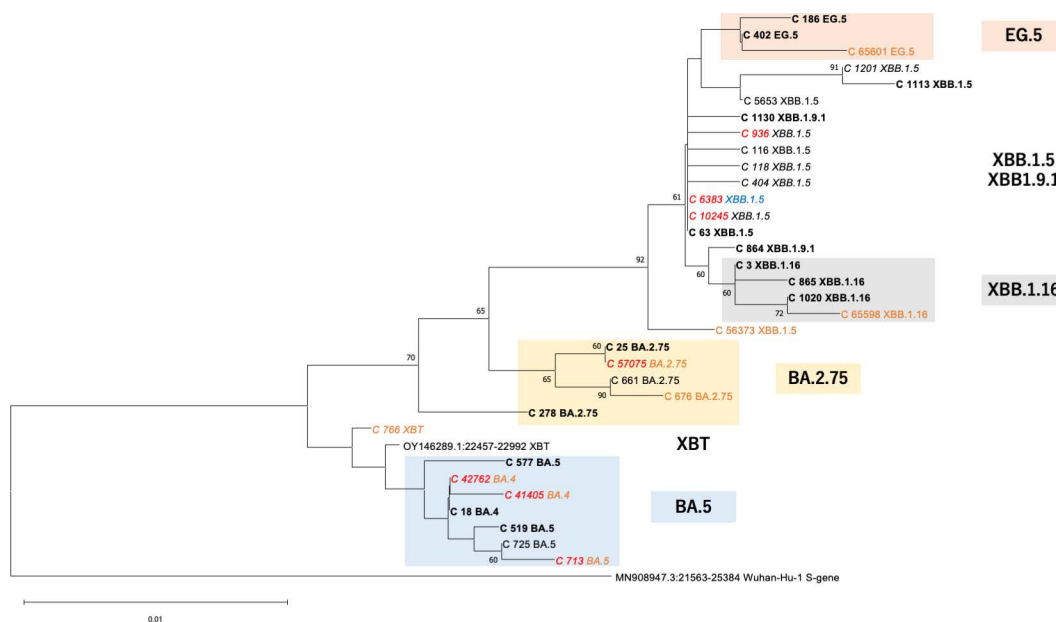 C 186 EG.5
C 402 EG.5
EG.5
C 65601 EG.5
91
C 1201 XBB.1.5
C 1113 XBB.1.5
C 5653 XBB.1.5
C 1130 XBB.1.9.1
C 936 XBB.1.5
C 116 XBB.1.5
XBB.1.5
C 118 XBB.1.5
XBB1.9.1
C 404 XBB.1.5
61
C 6383 XBB.1.5
C 10245 XBB.1.5
C 63 XBB.1.5
C 864 XBB.1.9.1
92
C 3 XBB.1.16
60
C 865 XBB.1.16
XBB.1.16
60
C 1020 XBB.1.16
72
C 65598 XBB.1.16
65
C 56373 XBB.1.5
60
C 25 BA.2.75
70
C 57075 BA.2.75
65
C 661 BA.2.75
BA.2.75
90
C 676 BA.2.75
C 278 BA.2.75
C 766 XBT
OY146289.1:22457-22992 XBT
XBT
C 577 BA.5
C 42762 BA.4
C 41405 BA.4
BA.5
C 18 BA.4
C 519 BA.5
C 725 BA.5
60
C 713 BA.5
MN908947.3:21563-25384 Wuhan-Hu-1 S-gene
0.01